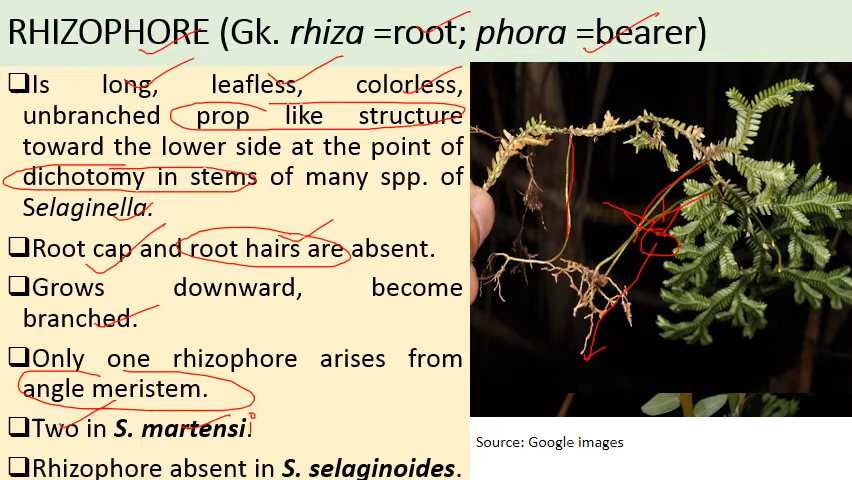 RHIZOPHORE (Gk. rhiza =root; phora =bearer)
❑Is long, leafless, colorless,
unbranched prop like structure
toward the lower side at the point of
dichotomy in stems of many spp. of
Selaginella.
❑Root cap and root hairs are absent.
❑Grows downward, become
branched.
❑Only one rhizophore arises from
angle meristem.
❑Two in S. martensi.
❑Rhizophore absent in S. selaginoides.
Source: Google images